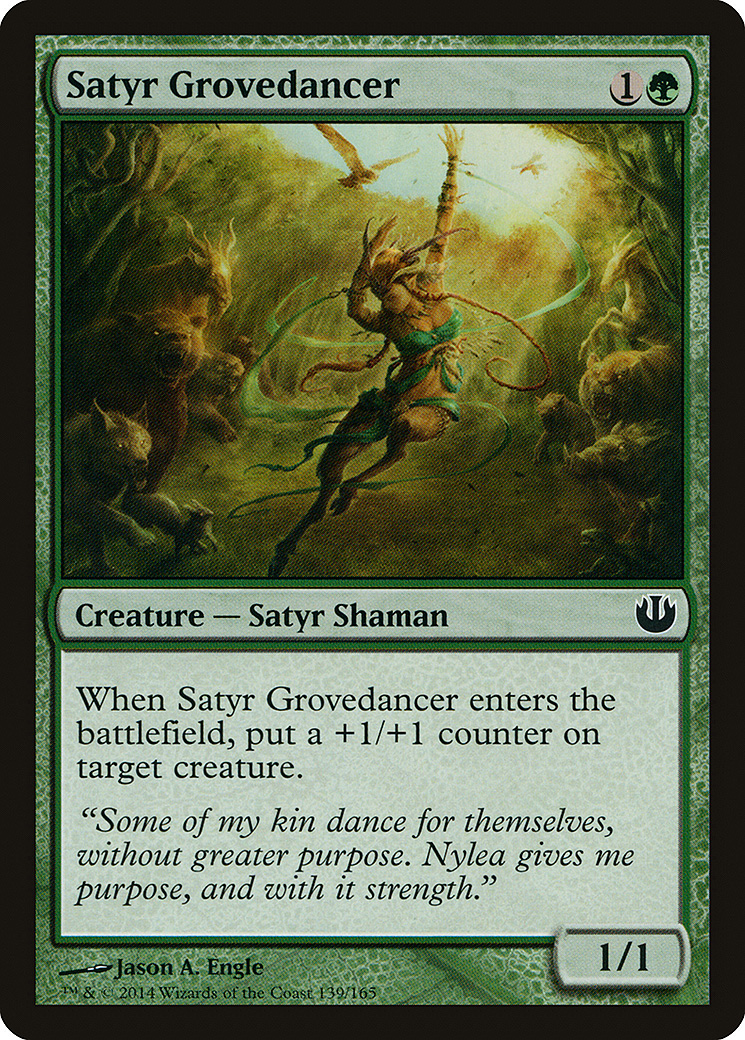 Satyr Grovedancer 1
Creature — Satyr Shaman
When Satyr Grovedancer enters the
battlefield, put a +1/+1 counter on
target creature.
“Some of my kin dance for themselves,
without greater purpose. Nylea gives me
purpose, and with it strength.”
1/1
Jason A. Engle
™ & © 2014 Wizards of the Coast 139/165